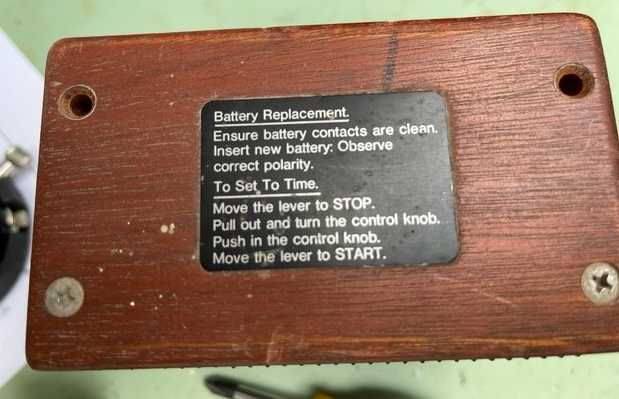 Battery Replacement.
Ensure battery contacts are clean.
Insert new battery: Observe
correct polarity.
To Set To Time.
Move the lever to STOP.
Pull out and turn the control knob.
Push in the control knob.
Move the lever to START.